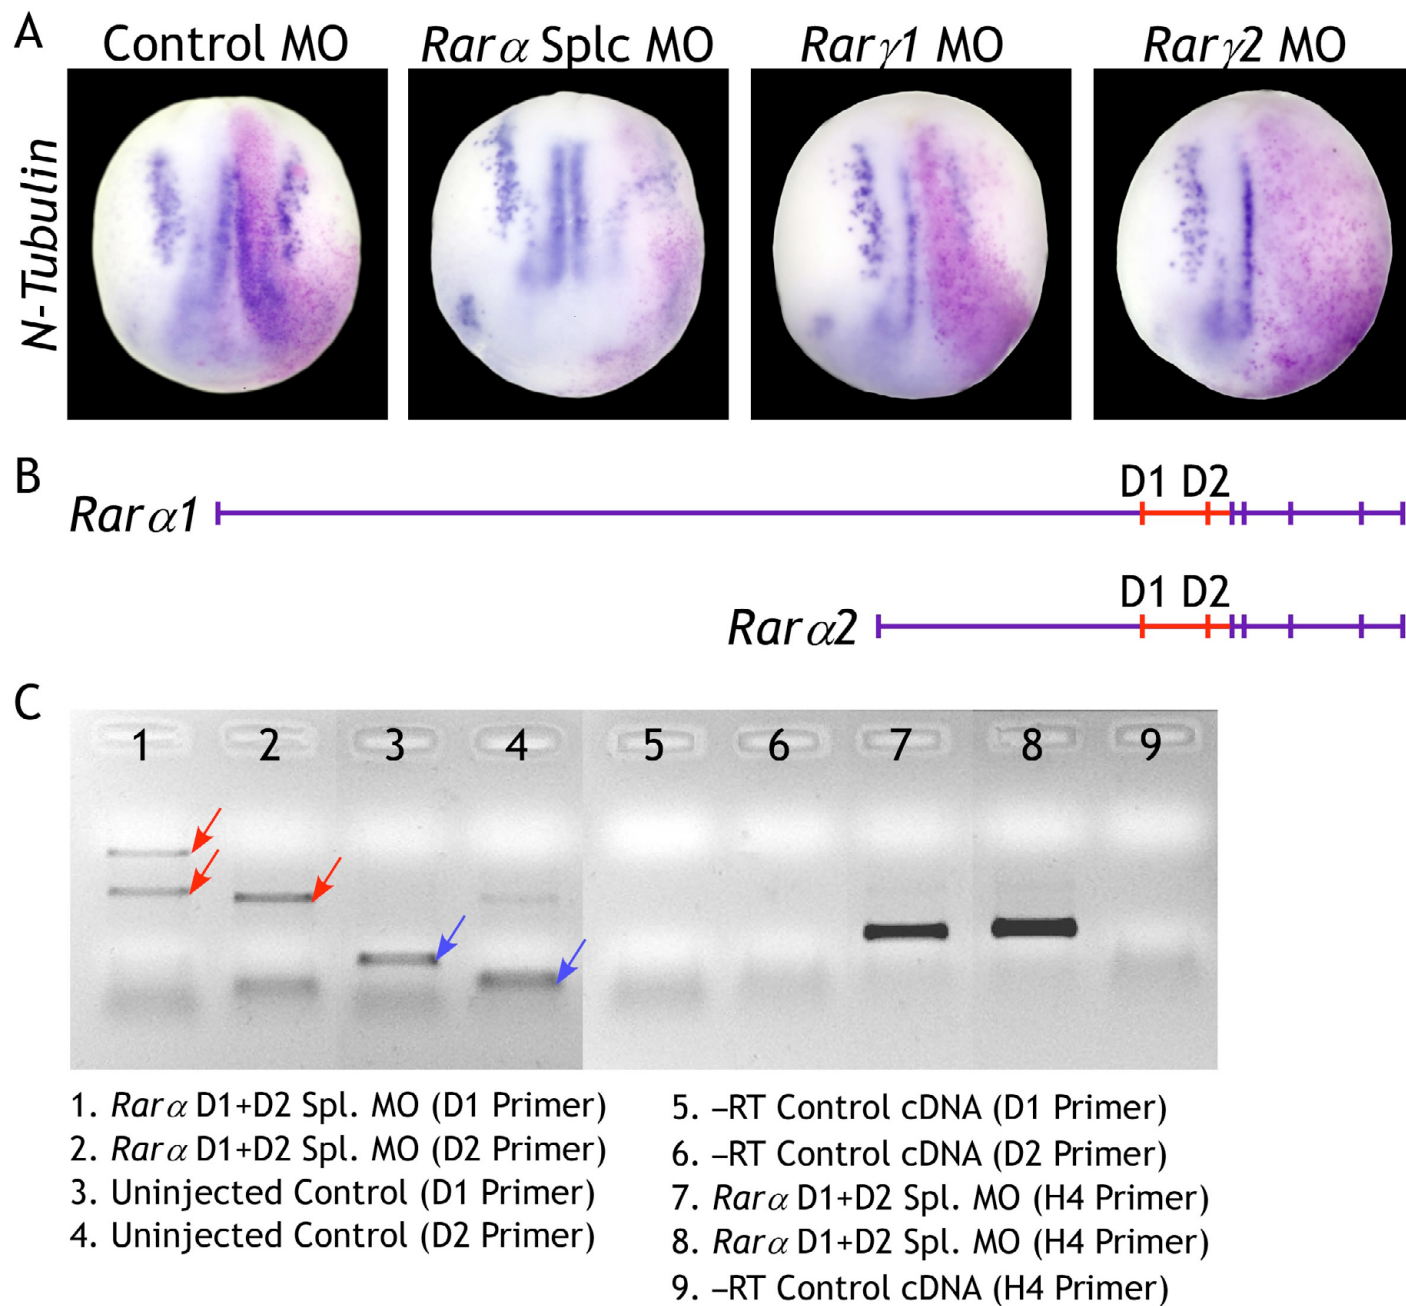 A
Control MO
Rarα Splc MO
Rarγ1 MO
Rarγ2 MO
N-Tubulin
B
D1 D2
Rarα1
D1 D2
Rarα2
C
1 2 3 4 5 6 7 8 9
1. Rarα D1+D2 Spl. MO (D1 Primer)
2. Rarα D1+D2 Spl. MO (D2 Primer)
3. Uninjected Control (D1 Primer)
4. Uninjected Control (D2 Primer)
5. –RT Control cDNA (D1 Primer)
6. –RT Control cDNA (D2 Primer)
7. Rarα D1+D2 Spl. MO (H4 Primer)
8. Rarα D1+D2 Spl. MO (H4 Primer)
9. –RT Control cDNA (H4 Primer)